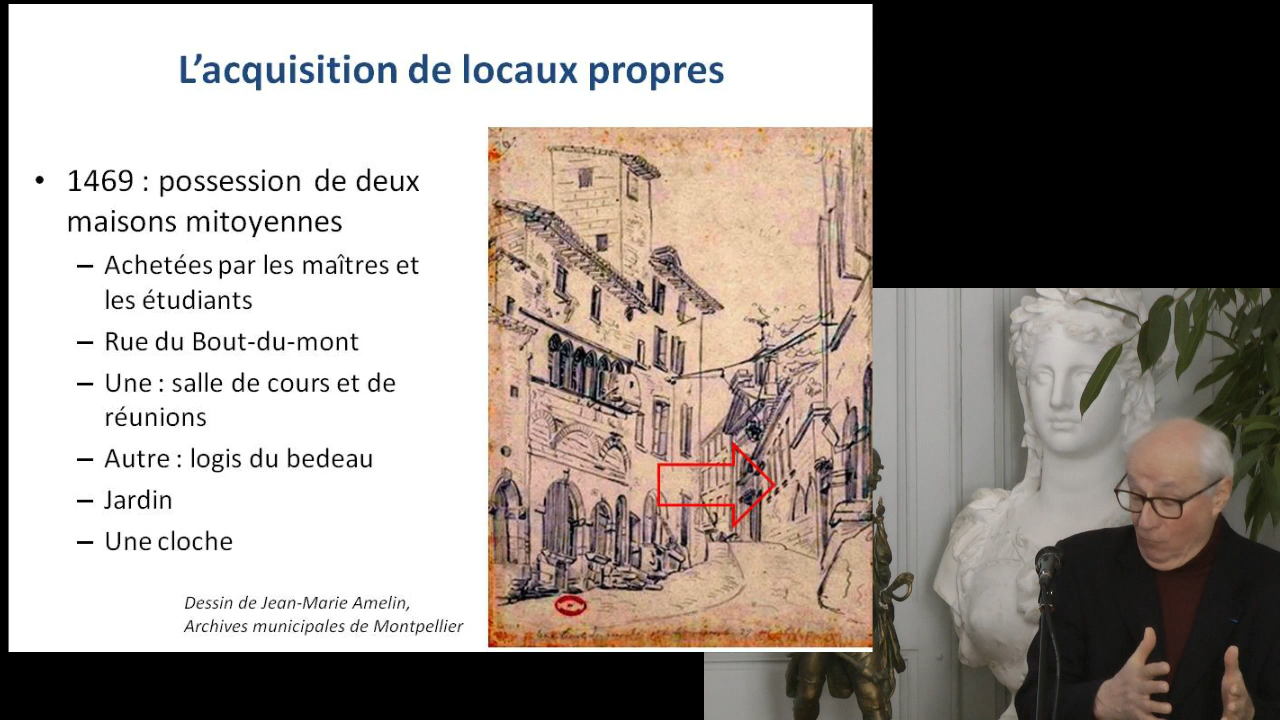 L'acquisition de locaux propres
• 1469 : possession de deux
maisons mitoyennes
– Achetées par les maîtres et
les étudiants
– Rue du Bout-du-mont
– Une : salle de cours et de
réunions
– Autre : logis du bedeau
– Jardin
– Une cloche
Dessin de Jean-Marie Amelin,
Archives municipales de Montpellier